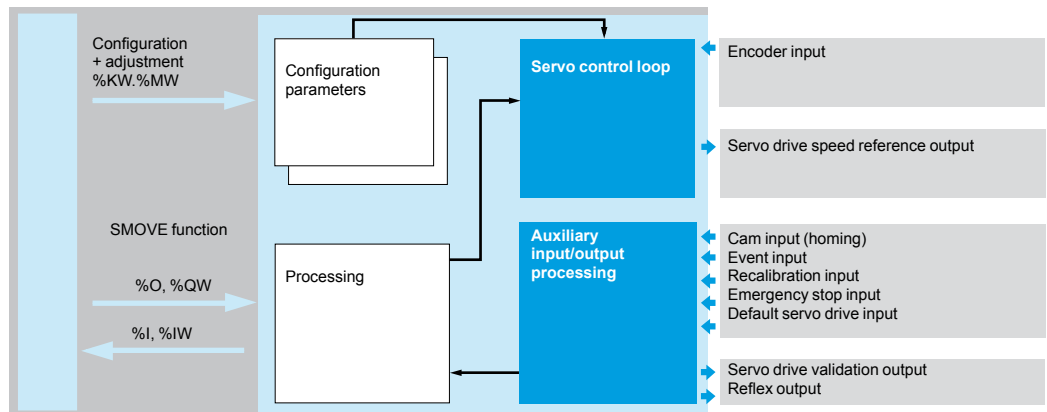 Configuration
+ adjustment
%KW.%MW
Configuration
parameters
Servo control loop
Encoder input
Servo drive speed reference output
SMOVE function
%O, %QW
%I, %IW
Processing
Auxiliary
input/output
processing
Cam input (homing)
Event input
Recalibration input
Emergency stop input
Default servo drive input
Servo drive validation output
Reflex output